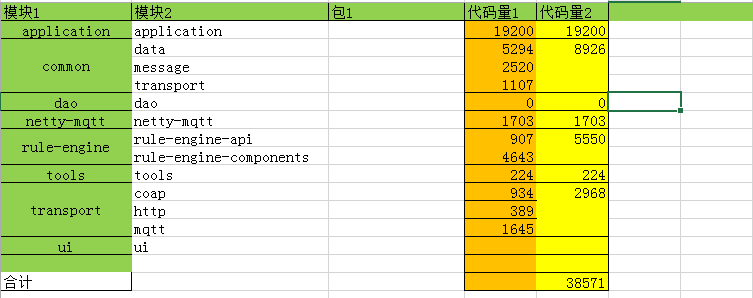 模块1 模块2 包1 代码量1 代码量2
application application 19200 19200
data 5294 8926
common message 2520
transport 1107
dao dao 0 0
netty-mqtt netty-mqtt 1703 1703
rule-engine rule-engine-api 907 5550
rule-engine-components 4643
tools tools 224 224
coap 934 2968
transport http 389
mqtt 1645
ui ui
合计 38571